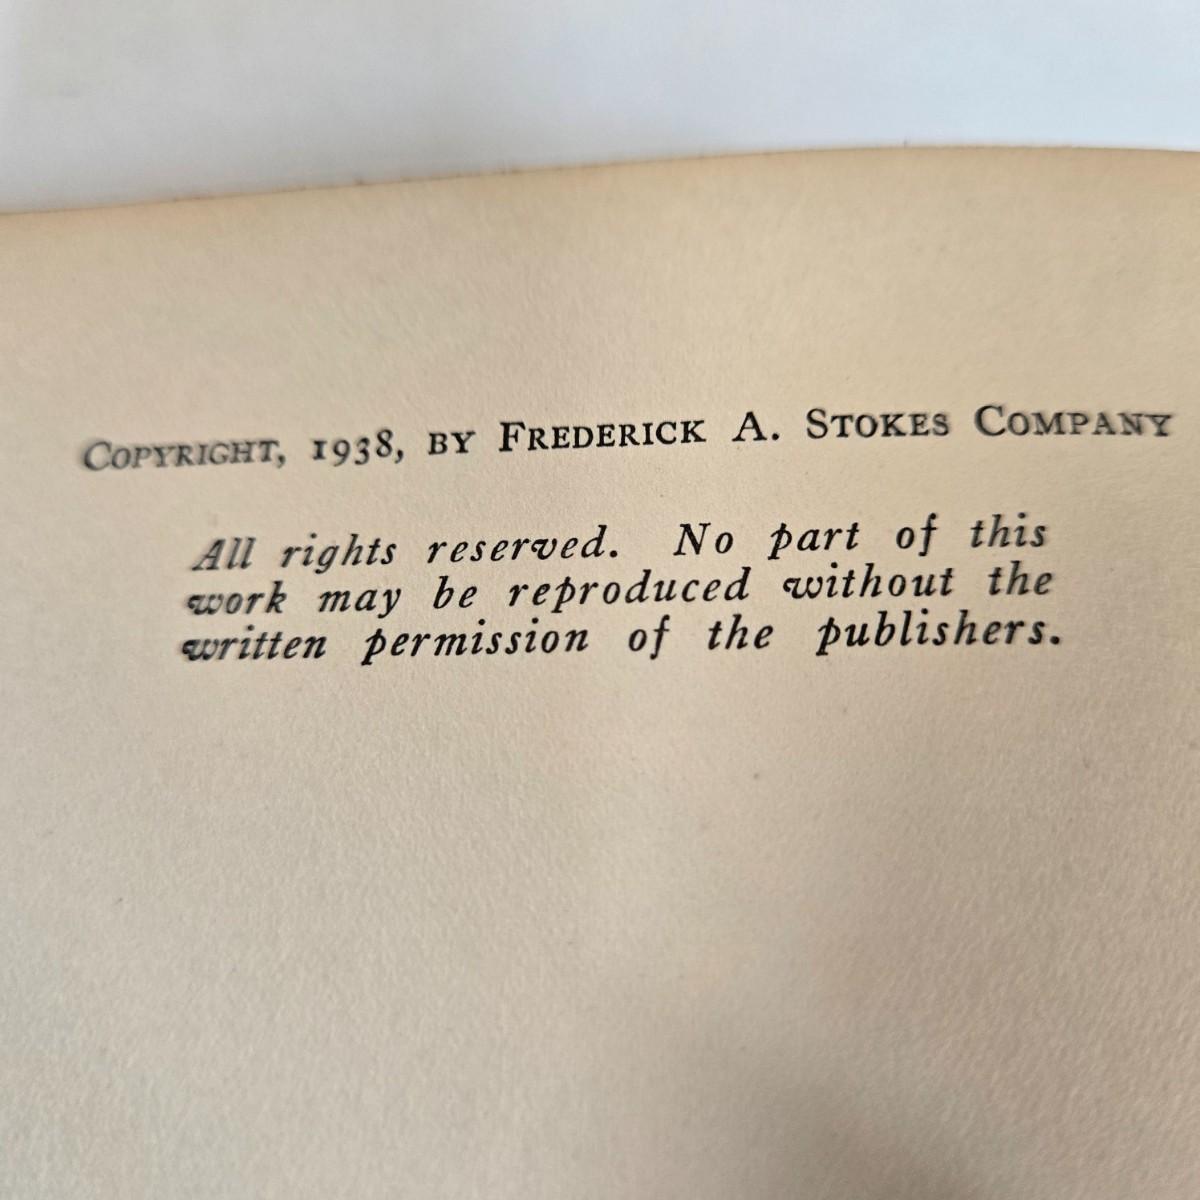 Copyright, 1938, by Frederick A. Stokes Company
All rights reserved. No part of this
work may be reproduced without the
written permission of the publishers.